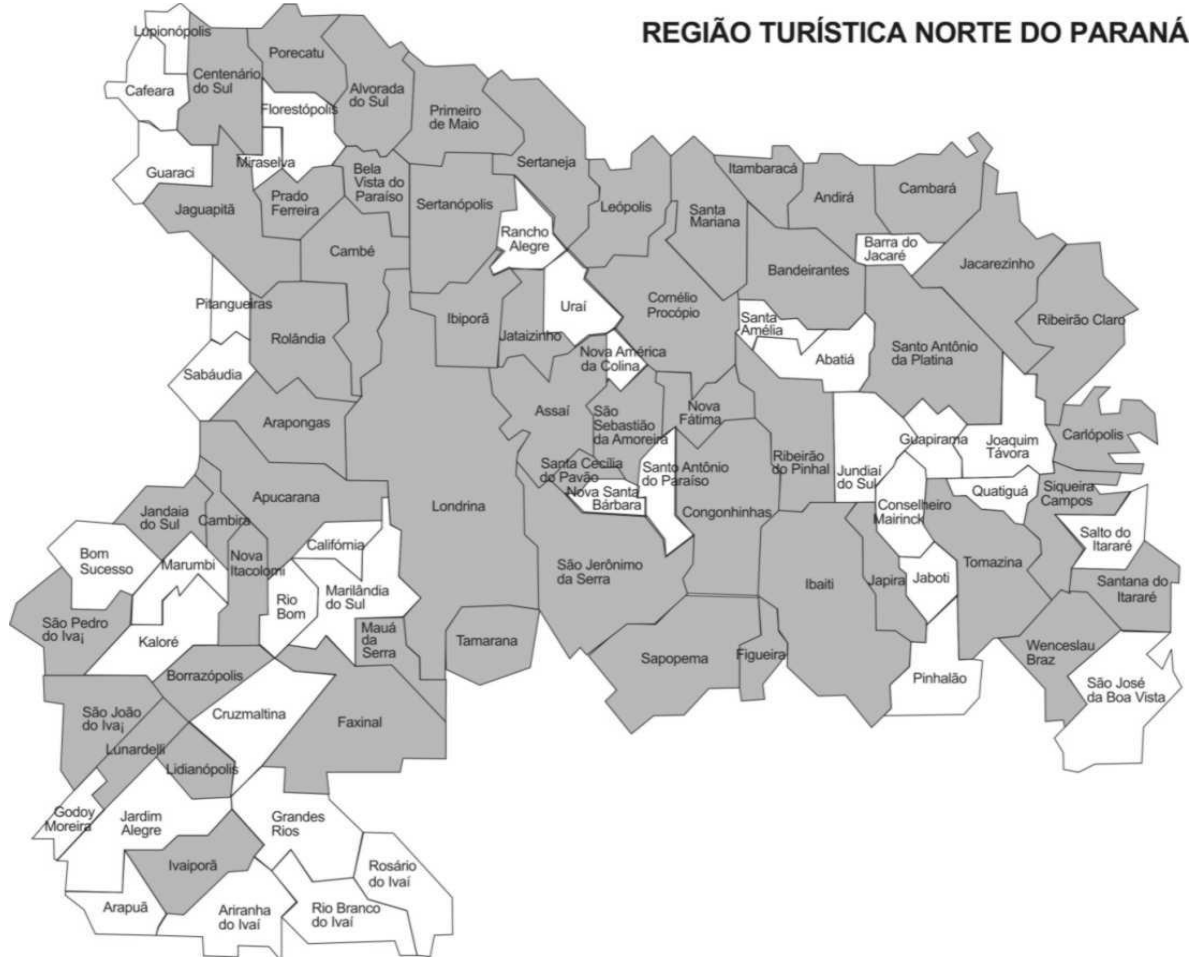 REGIÃO TURÍSTICA NORTE DO PARANÁ
Lupionópolis
Porecatu
Centenário
do Sul
Cafeara
Alvorada
do Sul
Florestópolis
Primeiro
de Maio
Guaraci
Miraselva
Bela
Vista do
Paraíso
Sertaneja
Itambaracá
Prado
Ferreira
Jaguapitã
Sertanópolis
Leópolis
Santa
Mariana
Andirá
Cambará
Rancho
Alegre
Barra do
Jacaré
Cambé
Bandeirantes
Jacarezinho
Pitangueiras
Ibiporã
Uraí
Cornélio
Procópio
Santa
Amélia
Ribeirão Claro
Rolândia
Jataizinho
Nova América
da Colina
Abatiá
Santo Antônio
da Platina
Sabáudia
Arapongas
Assaí
São
Sebastião
da Amoreira
Nova
Fátima
Guapirama
Joaquim
Távora
Carlópolis
Santa Cecília
do Pavão
Santo Antônio
do Paraíso
Ribeirão
do Pinhal
Jundiaí
do Sul
Apucarana
Londrina
Nova Santa
Bárbara
Congonhinhas
Conselheiro
Mairinck
Quatiguá
Siqueira
Campos
Jandaia
do Sul
Cambira
Califórnia
Salto do
Itararé
Bom
Sucesso
Marumbi
Nova
Itacolomi
São Jerônimo
da Serra
Ibaiti
Japira
Jaboti
Tomazina
Santana do
Itararé
Rio
Bom
Marilândia
do Sul
São Pedro
do Iva¡
Kaloré
Mauá
da
Serra
Tamarana
Sapopema
Figueira
Wenceslau
Braz
Borrazópolis
Pinhalão
São José
da Boa Vista
São João
do Iva¡
Cruzmaltina
Faxinal
Lunardelli
Lidianópolis
Godoy
Moreira
Jardim
Alegre
Grandes
Rios
Ivaiporã
Rosário
do Ivaí
Arapuã
Ariranha
do Ivaí
Rio Branco
do Ivaí